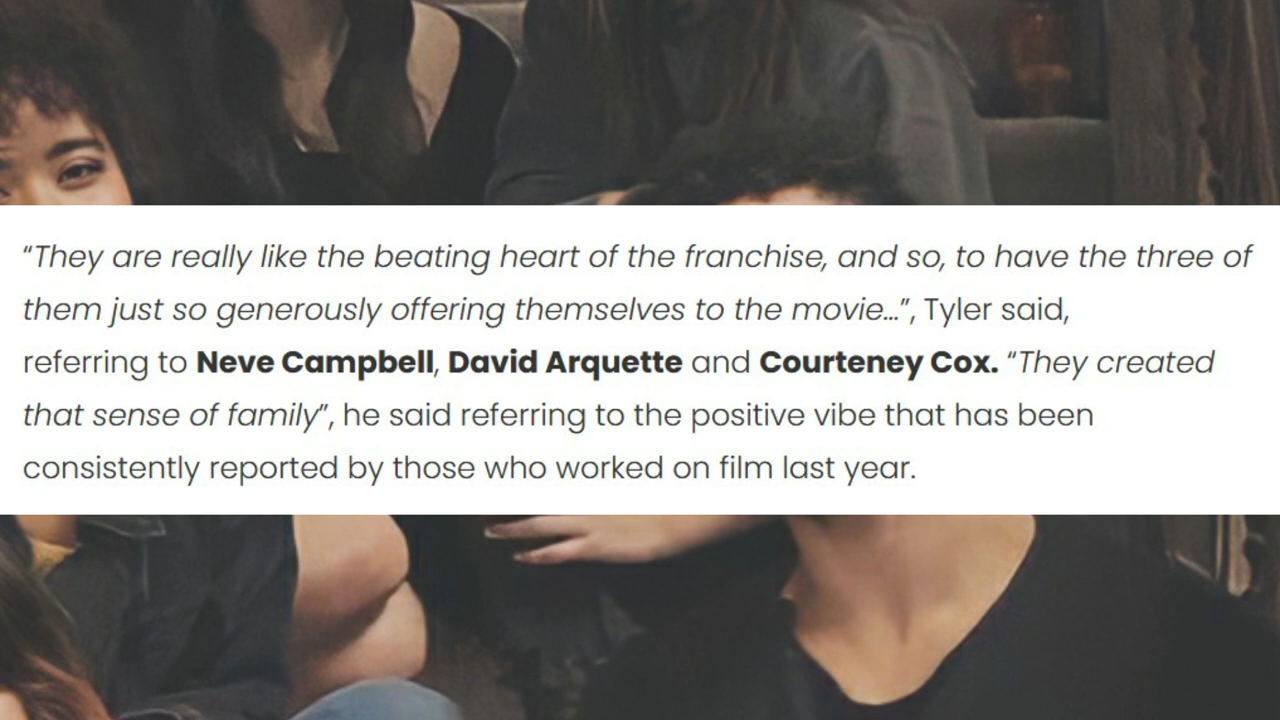 “They are really like the beating heart of the franchise, and so, to have the three of
them just so generously offering themselves to the movie…”, Tyler said,
referring to Neve Campbell, David Arquette and Courteney Cox. “They created
that sense of family”, he said referring to the positive vibe that has been
consistently reported by those who worked on film last year.